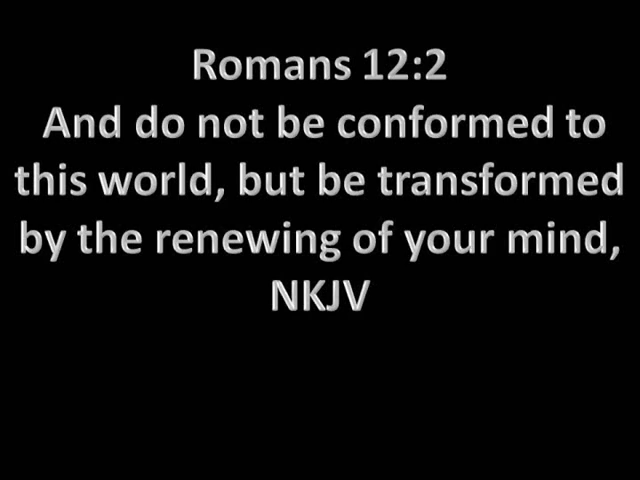 Romans 12:2
And do not be conformed to
this world, but be transformed
by the renewing of your mind,
NKJV